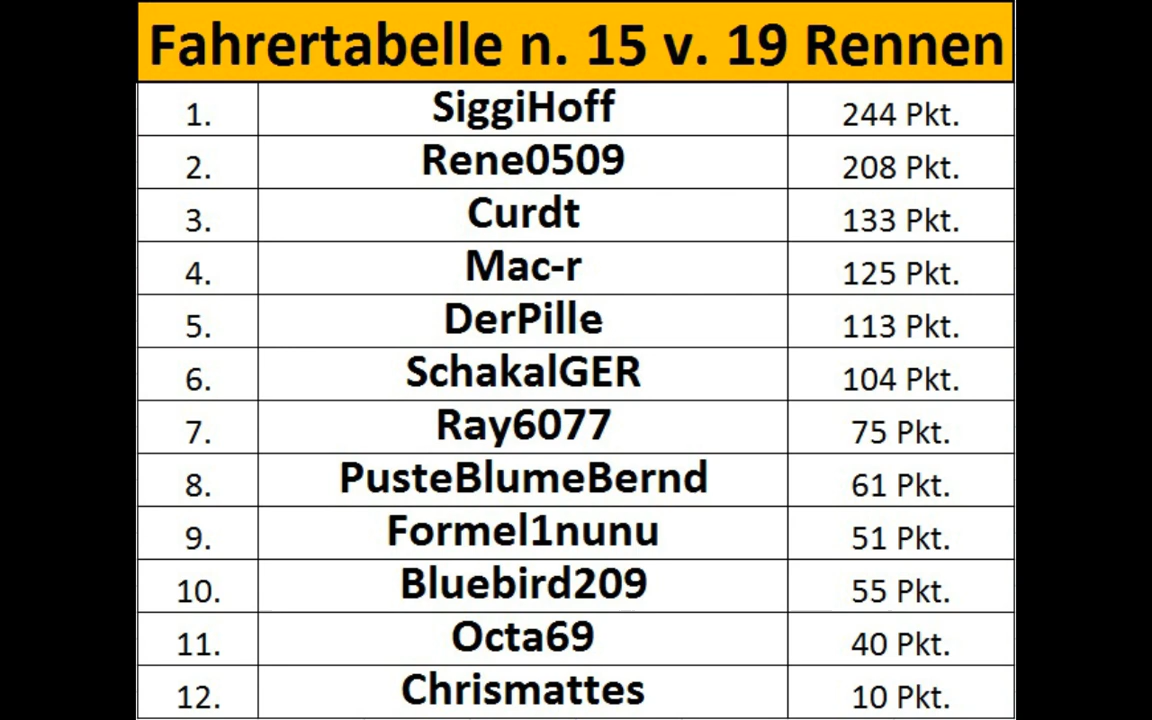 Fahrertabelle n. 15 v. 19 Rennen
1. SiggiHoff 244 Pkt.
2. Rene0509 208 Pkt.
3. Curdt 133 Pkt.
4. Mac-r 125 Pkt.
5. DerPille 113 Pkt.
6. SchakalGER 104 Pkt.
7. Ray6077 75 Pkt.
8. PusteBlumeBernd 61 Pkt.
9. Formel1nunu 51 Pkt.
10. Bluebird209 55 Pkt.
11. Octa69 40 Pkt.
12. Chrismattes 10 Pkt.